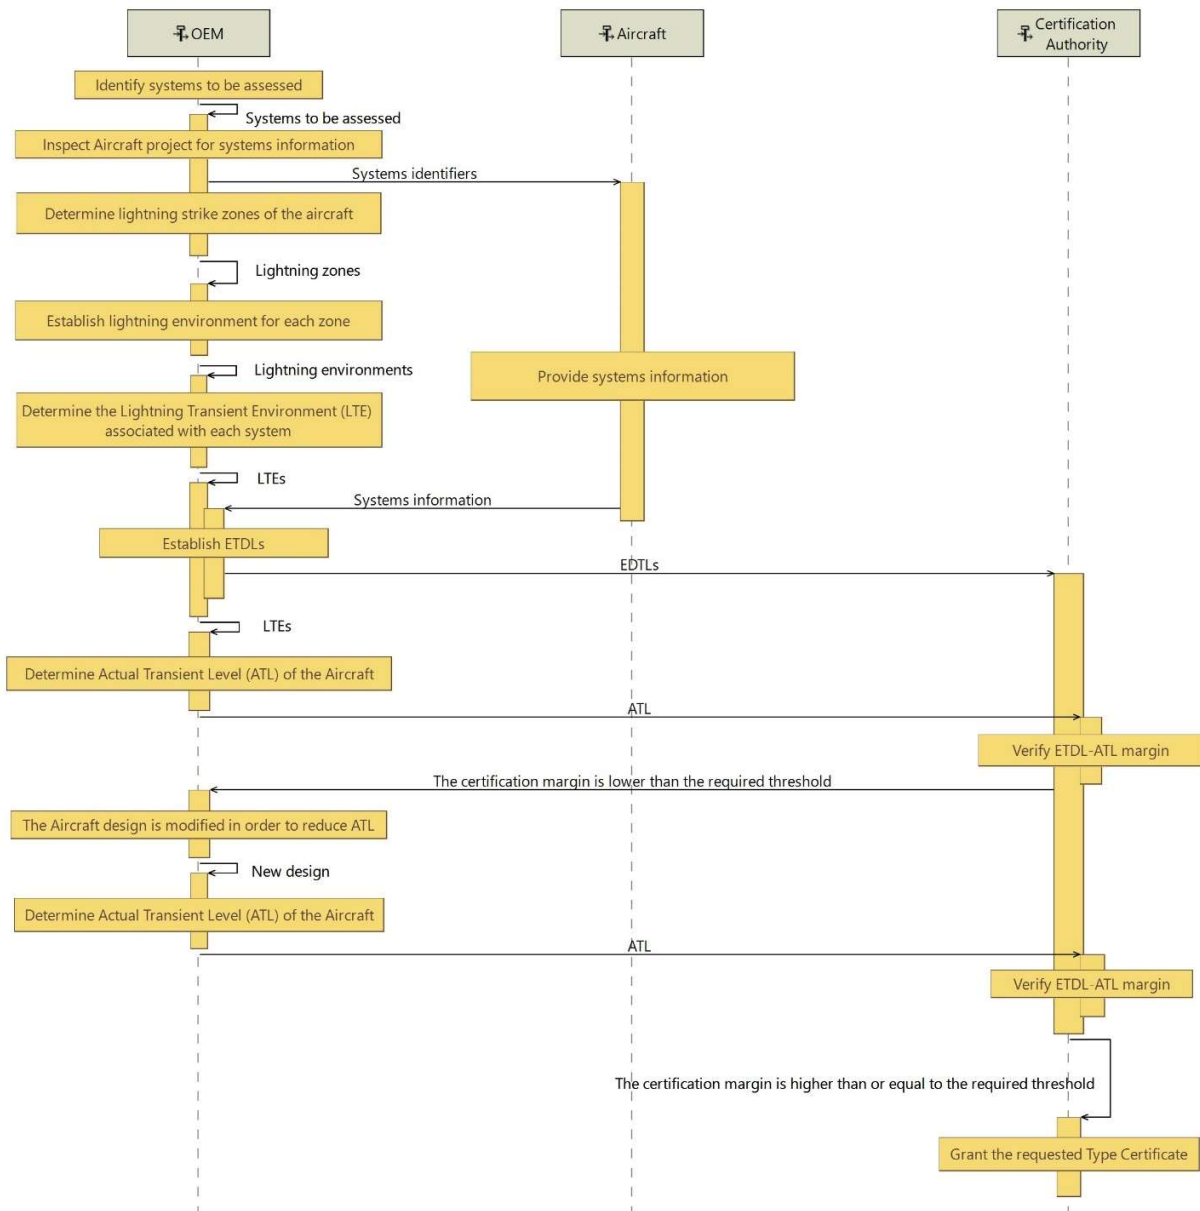 OEM
Aircraft
Certification
Authority
Identify systems to be assessed
Systems to be assessed
Inspect Aircraft project for systems information
Systems identifiers
Determine lightning strike zones of the aircraft
Lightning zones
Establish lightning environment for each zone
Lightning environments
Provide systems information
Determine the Lightning Transient Environment (LTE)
associated with each system
LTEs
Systems information
Establish ETDLs
EDTLs
LTEs
Determine Actual Transient Level (ATL) of the Aircraft
ATL
Verify ETDL-ATL margin
The certification margin is lower than the required threshold
The Aircraft design is modified in order to reduce ATL
New design
Determine Actual Transient Level (ATL) of the Aircraft
ATL
Verify ETDL-ATL margin
The certification margin is higher than or equal to the required threshold
Grant the requested Type Certificate